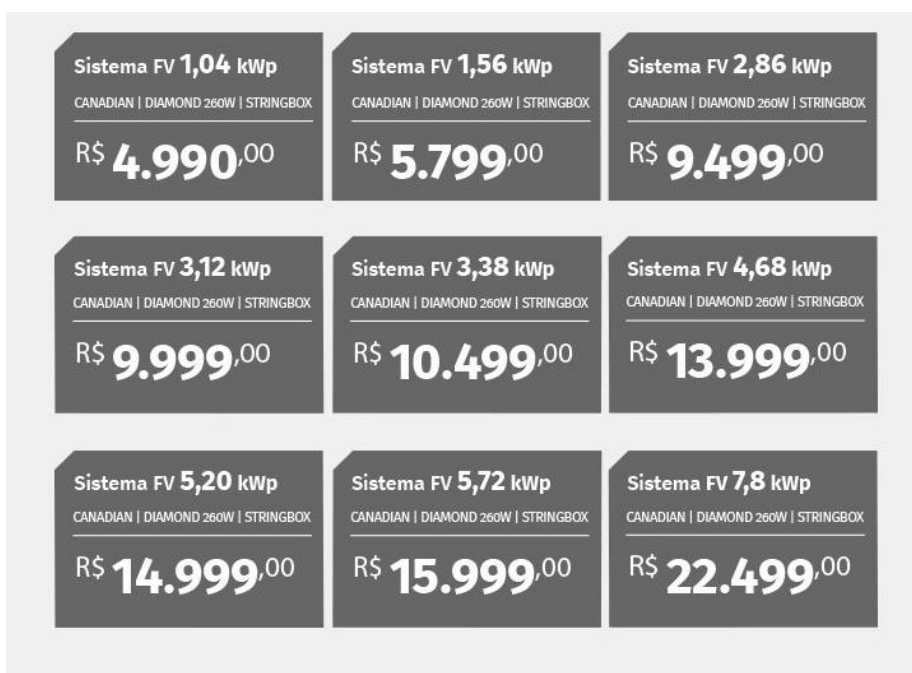 Sistema FV 1,04 kWp
CANADIAN | DIAMOND 260W | STRINGBOX
R$ 4.990,00
Sistema FV 1,56 kWp
CANADIAN | DIAMOND 260W | STRINGBOX
R$ 5.799,00
Sistema FV 2,86 kWp
CANADIAN | DIAMOND 260W | STRINGBOX
R$ 9.499,00
Sistema FV 3,12 kWp
CANADIAN | DIAMOND 260W | STRINGBOX
R$ 9.999,00
Sistema FV 3,38 kWp
CANADIAN | DIAMOND 260W | STRINGBOX
R$ 10.499,00
Sistema FV 4,68 kWp
CANADIAN | DIAMOND 260W | STRINGBOX
R$ 13.999,00
Sistema FV 5,20 kWp
CANADIAN | DIAMOND 260W | STRINGBOX
R$ 14.999,00
Sistema FV 5,72 kWp
CANADIAN | DIAMOND 260W | STRINGBOX
R$ 15.999,00
Sistema FV 7,8 kWp
CANADIAN | DIAMOND 260W | STRINGBOX
R$ 22.499,00